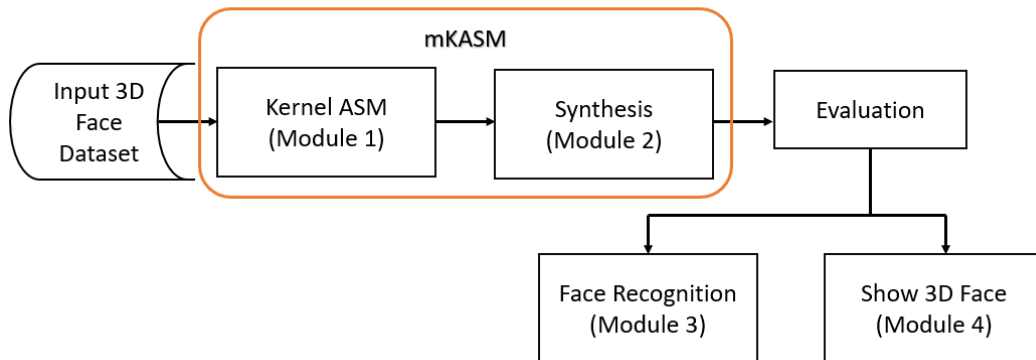 mKASM
Input 3D
Face
Dataset
Kernel ASM
(Module 1)
Synthesis
(Module 2)
Evaluation
Face Recognition
(Module 3)
Show 3D Face
(Module 4)